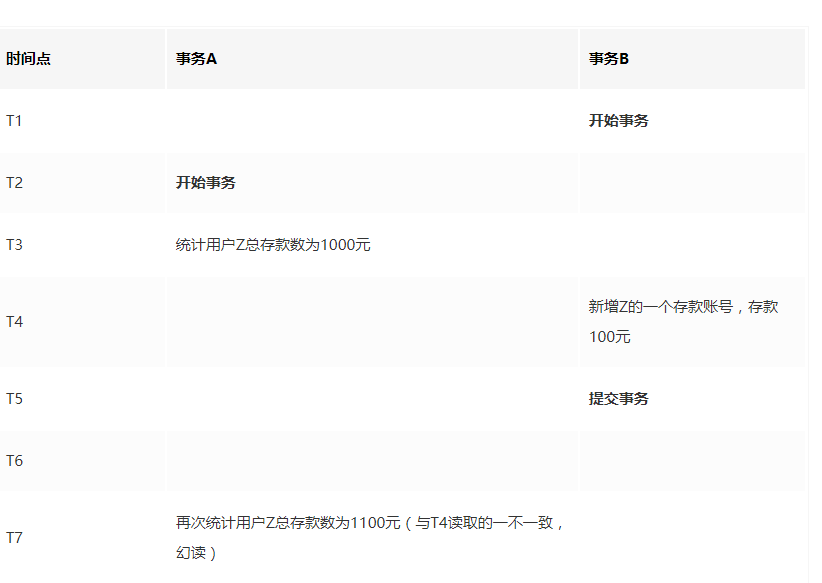 时间点 事务A 事务B
T1 开始事务
T2 开始事务
T3 统计用户Z总存款数为1000元
T4 新增Z的一个存款账号，存款
100元
T5 提交事务
T6
T7 再次统计用户Z总存款数为1100元（与T4读取的一不一致，
幻读）